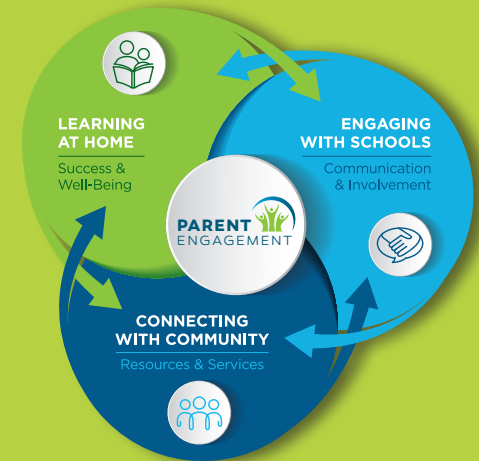 LEARNING
AT HOME
Success &
Well-Being
ENGAGING
WITH SCHOOLS
Communication
& Involvement
PARENT
ENGAGEMENT
CONNECTING
WITH COMMUNITY
Resources & Services